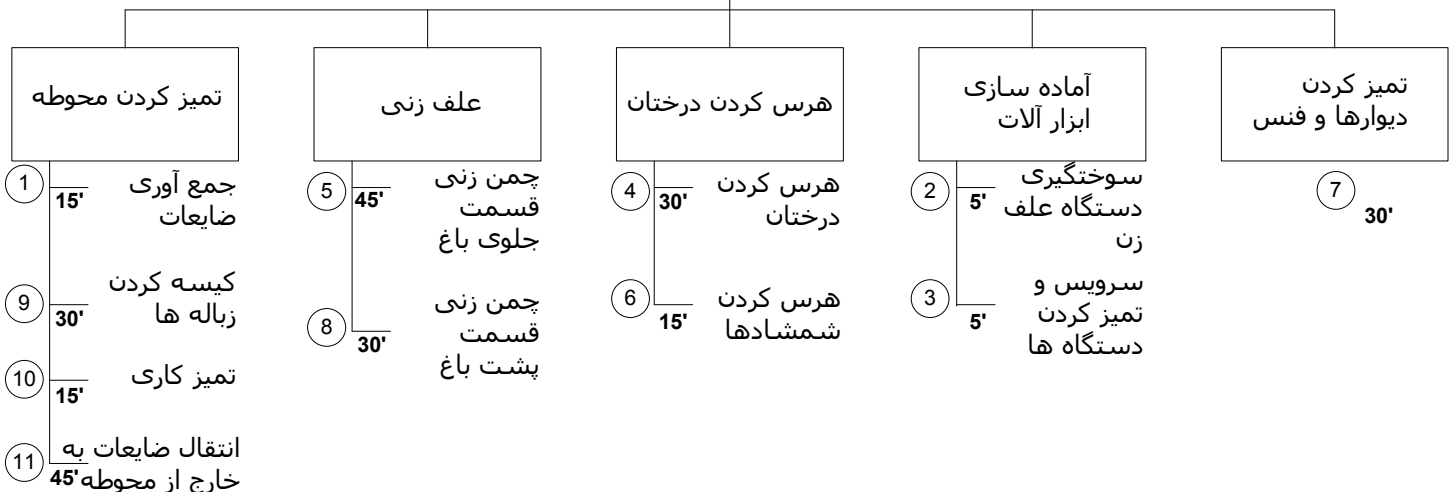 تمیز کردن
دیوارها و فنس
7
30'
آماده سازی
ابزار آلات
2
5'
سوختگیری
دستگاه علف
زن
3
5'
سرویس و
تمیز کردن
دستگاه ها
هرس کردن درختان
4
30'
هرس کردن
درختان
6
15'
هرس کردن
شمشادها
علف زنی
5
45'
چمن زنی
قسمت
جلوی باغ
8
30'
چمن زنی
قسمت
پشت باغ
تمیز کردن محوطه
1
15'
جمع آوری
ضایعات
9
30'
کیسه کردن
زباله ها
10
15'
تمیز کاری
11
45'
انتقال ضایعات به
خارج از محوطه